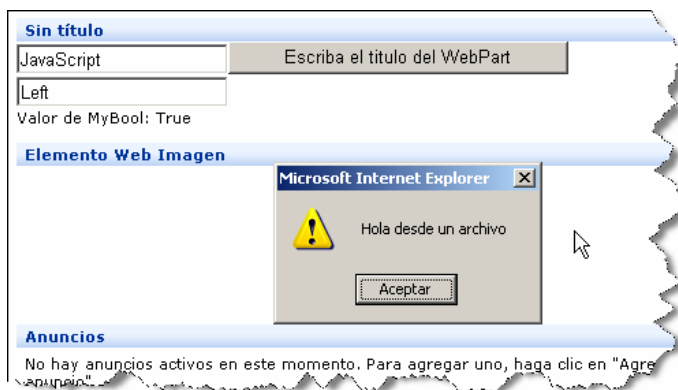 Sin título
JavaScript
Escriba el titulo del WebPart
Left
Valor de MyBool: True
Elemento Web Imagen
Microsoft Internet Explorer
Hola desde un archivo
Aceptar
Anuncios
No hay anuncios activos en este momento. Para agregar uno, haga clic en "Agre
anuncio"